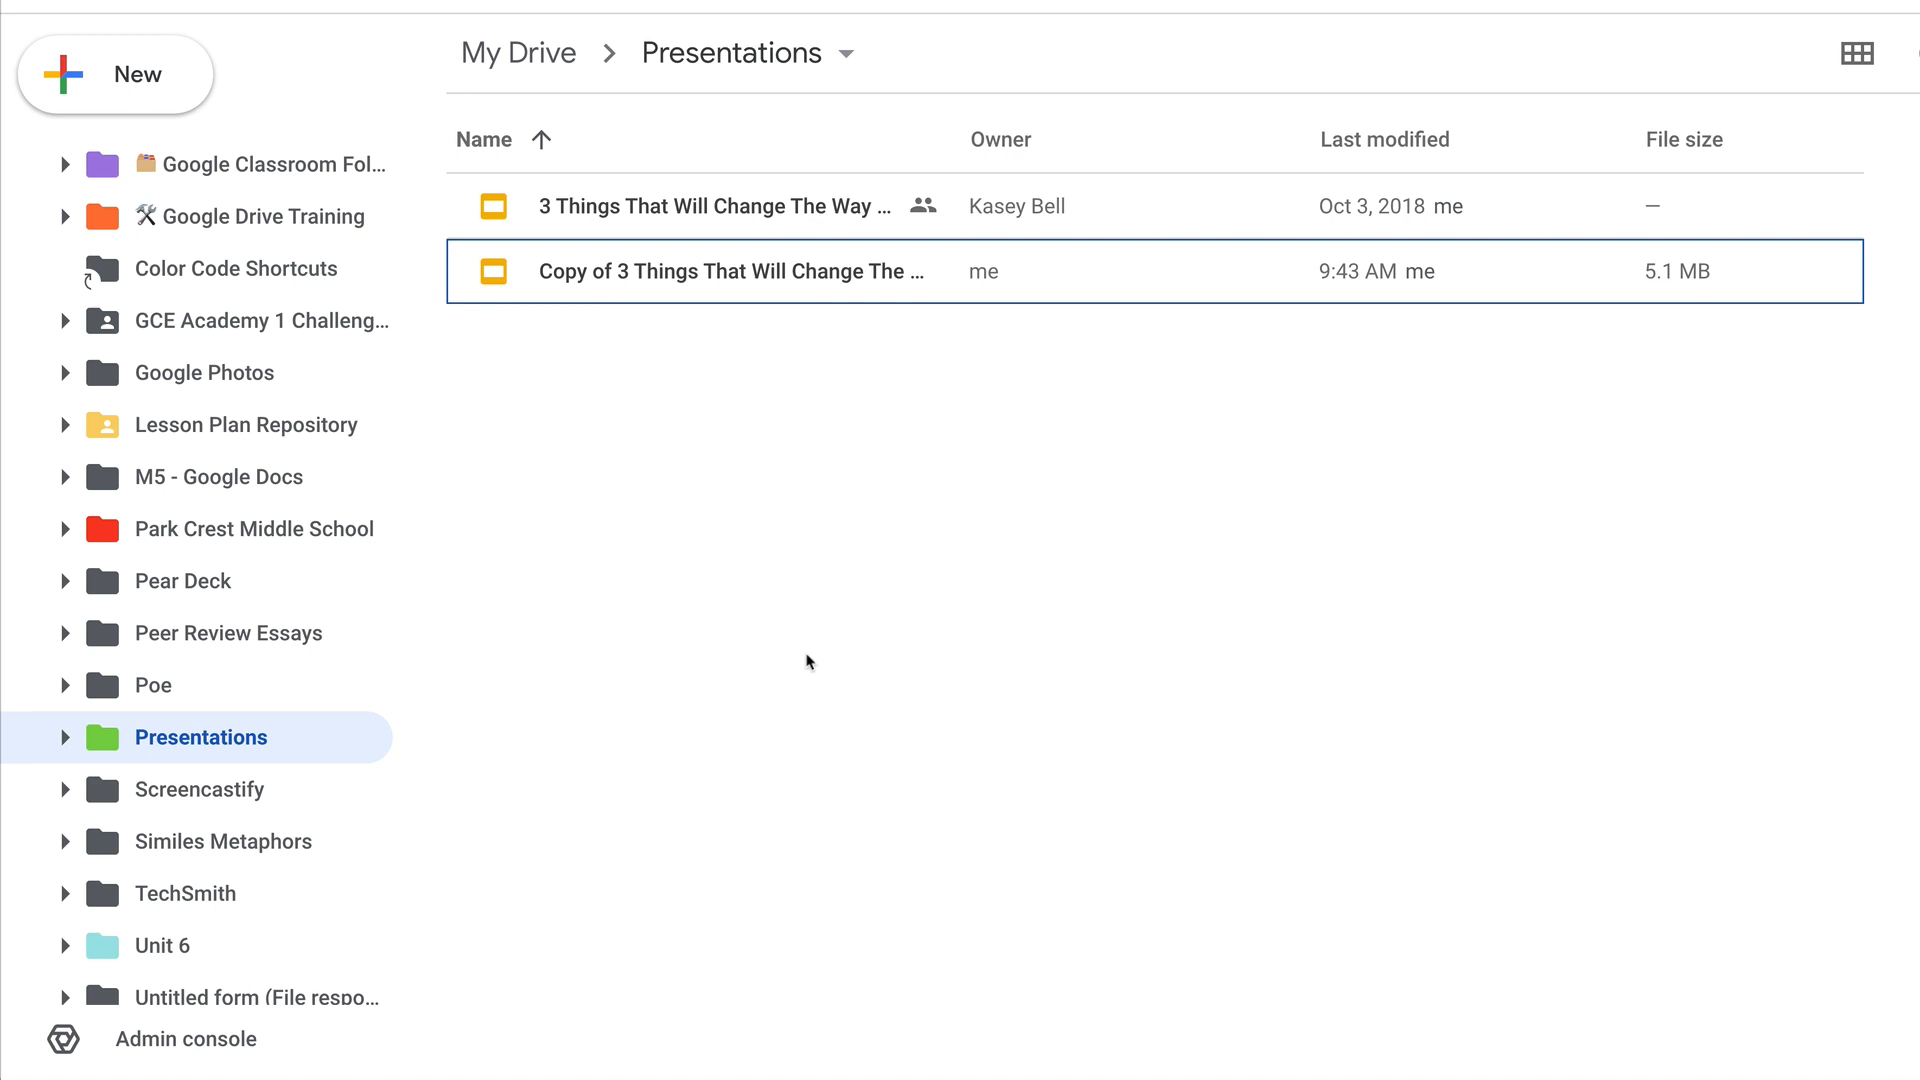 New
My Drive > Presentations
Name Owner Last modified File size
3 Things That Will Change The Way ... Kasey Bell Oct 3, 2018 me —
Copy of 3 Things That Will Change The ... me 9:43 AM me 5.1 MB
Google Classroom Fol...
Google Drive Training
Color Code Shortcuts
GCE Academy 1 Challeng...
Google Photos
Lesson Plan Repository
M5 - Google Docs
Park Crest Middle School
Pear Deck
Peer Review Essays
Poe
Presentations
Screencastify
Similes Metaphors
TechSmith
Unit 6
Untitled form (File respo...
Admin console